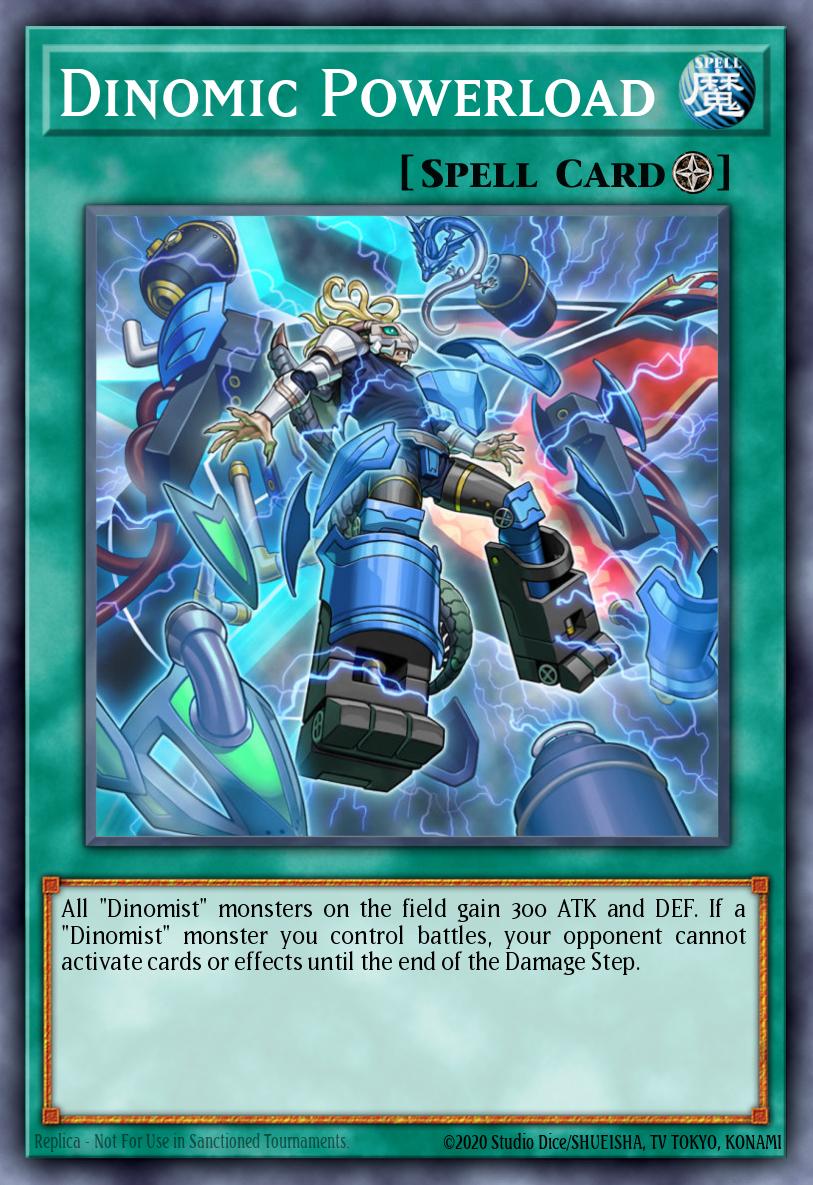 Dinomic Powerload
SPELL
魔
[Spell Card]
All "Dinomist" monsters on the field gain 300 ATK and DEF. If a
"Dinomist" monster you control battles, your opponent cannot
activate cards or effects until the end of the Damage Step.
Replica - Not For Use in Sanctioned Tournaments.
©2020 Studio Dice/SHUEISHA, TV TOKYO, KONAMI